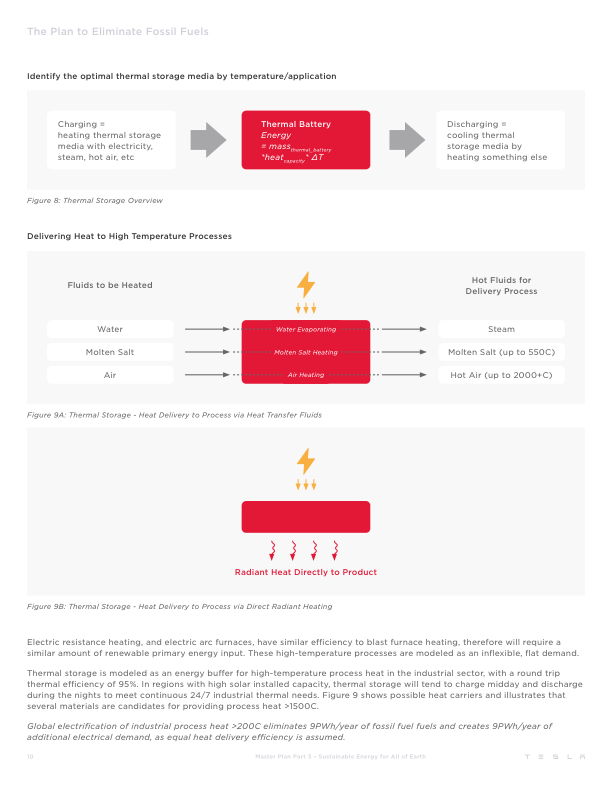 The Plan to Eliminate Fossil Fuels
Identify the optimal thermal storage media by temperature/application
Charging =
heating thermal storage
media with electricity,
steam, hot air, etc
Thermal Battery
Energy
= mass thermal_battery
*heat capacity* ΔT
Discharging =
cooling thermal
storage media by
heating something else
Figure 8: Thermal Storage Overview
Delivering Heat to High Temperature Processes
Fluids to be Heated
Hot Fluids for
Delivery Process
Water
Water Evaporating
Steam
Molten Salt
Molten Salt Heating
Molten Salt (up to 550C)
Air
Air Heating
Hot Air (up to 2000+C)
Figure 9A: Thermal Storage - Heat Delivery to Process via Heat Transfer Fluids
Radiant Heat Directly to Product
Figure 9B: Thermal Storage - Heat Delivery to Process via Direct Radiant Heating
Electric resistance heating, and electric arc furnaces, have similar efficiency to blast furnace heating, therefore will require a
similar amount of renewable primary energy input. These high-temperature processes are modeled as an inflexible, flat demand.
Thermal storage is modeled as an energy buffer for high-temperature process heat in the industrial sector, with a round trip
thermal efficiency of 95%. In regions with high solar installed capacity, thermal storage will tend to charge midday and discharge
during the nights to meet continuous 24/7 industrial thermal needs. Figure 9 shows possible heat carriers and illustrates that
several materials are candidates for providing process heat >1500C.
Global electrification of industrial process heat >200C eliminates 9PWh/year of fossil fuel fuels and creates 9PWh/year of
additional electrical demand, as equal heat delivery efficiency is assumed.
10
Master Plan Part 3 – Sustainable Energy for All of Earth
TESLA